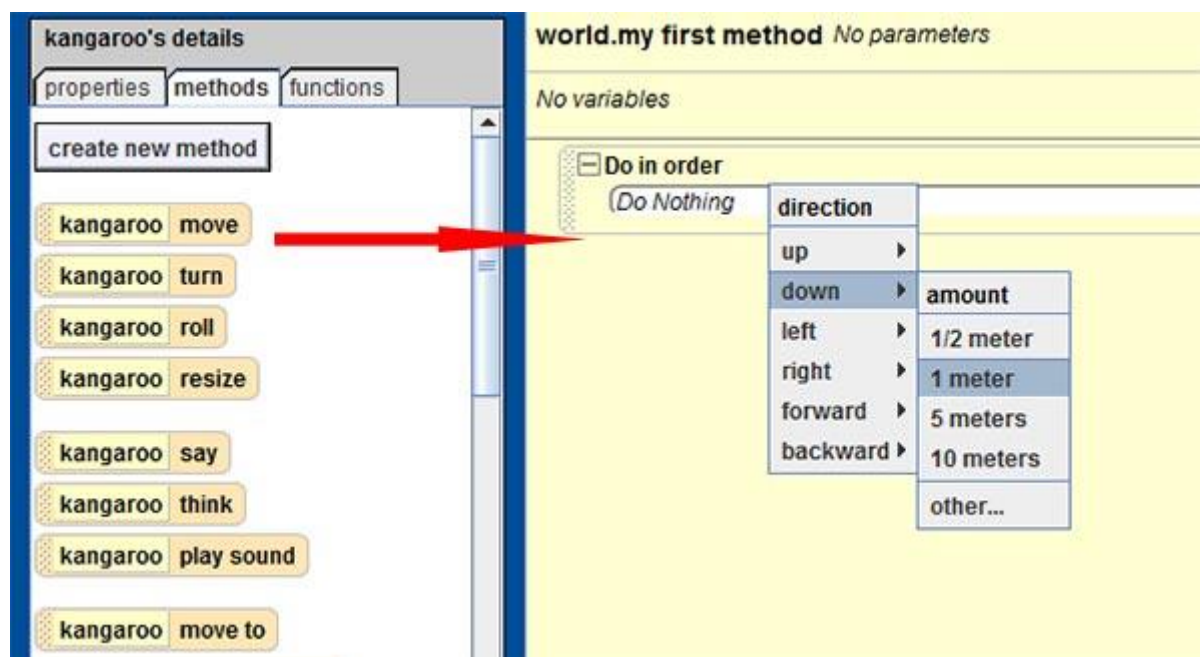 kangaroo's details
properties methods functions
create new method
kangaroo move
kangaroo turn
kangaroo roll
kangaroo resize
kangaroo say
kangaroo think
kangaroo play sound
kangaroo move to
world.my first method No parameters
No variables
Do in order
(Do Nothing
direction
up
down
left
right
forward
backward
amount
1/2 meter
1 meter
5 meters
10 meters
other...